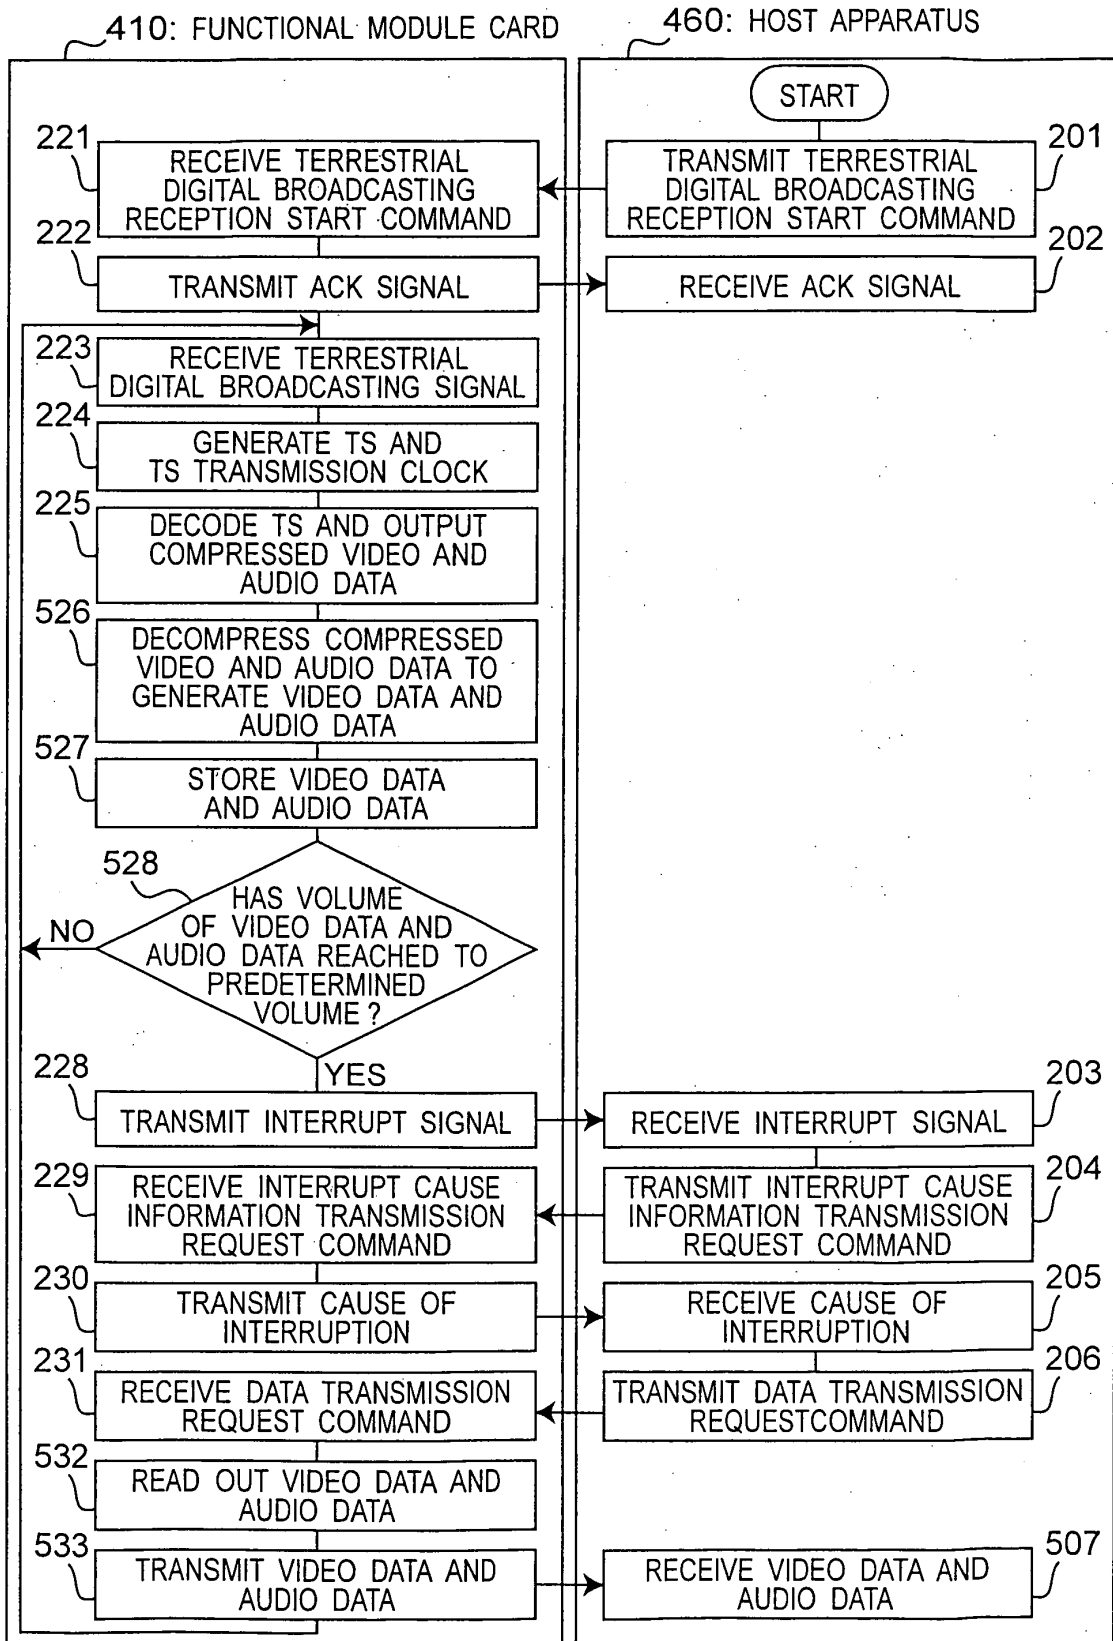 410: FUNCTIONAL MODULE CARD
460: HOST APPARATUS
START
221
RECEIVE TERRESTRIAL
DIGITAL BROADCASTING
RECEPTION START COMMAND
201
TRANSMIT TERRESTRIAL
DIGITAL BROADCASTING
RECEPTION START COMMAND
222
TRANSMIT ACK SIGNAL
202
RECEIVE ACK SIGNAL
223
RECEIVE TERRESTRIAL
DIGITAL BROADCASTING SIGNAL
224
GENERATE TS AND
TS TRANSMISSION CLOCK
225
DECODE TS AND OUTPUT
COMPRESSED VIDEO AND
AUDIO DATA
526
DECOMPRESS COMPRESSED
VIDEO AND AUDIO DATA TO
GENERATE VIDEO DATA AND
AUDIO DATA
527
STORE VIDEO DATA
AND AUDIO DATA
528
HAS VOLUME
OF VIDEO DATA AND
AUDIO DATA REACHED TO
PREDETERMINED
VOLUME?
NO
YES
228
TRANSMIT INTERRUPT SIGNAL
203
RECEIVE INTERRUPT SIGNAL
229
RECEIVE INTERRUPT CAUSE
INFORMATION TRANSMISSION
REQUEST COMMAND
204
TRANSMIT INTERRUPT CAUSE
INFORMATION TRANSMISSION
REQUEST COMMAND
230
TRANSMIT CAUSE OF
INTERRUPTION
205
RECEIVE CAUSE OF
INTERRUPTION
231
RECEIVE DATA TRANSMISSION
REQUEST COMMAND
206
TRANSMIT DATA TRANSMISSION
REQUESTCOMMAND
532
READ OUT VIDEO DATA AND
AUDIO DATA
533
TRANSMIT VIDEO DATA AND
AUDIO DATA
507
RECEIVE VIDEO DATA AND
AUDIO DATA